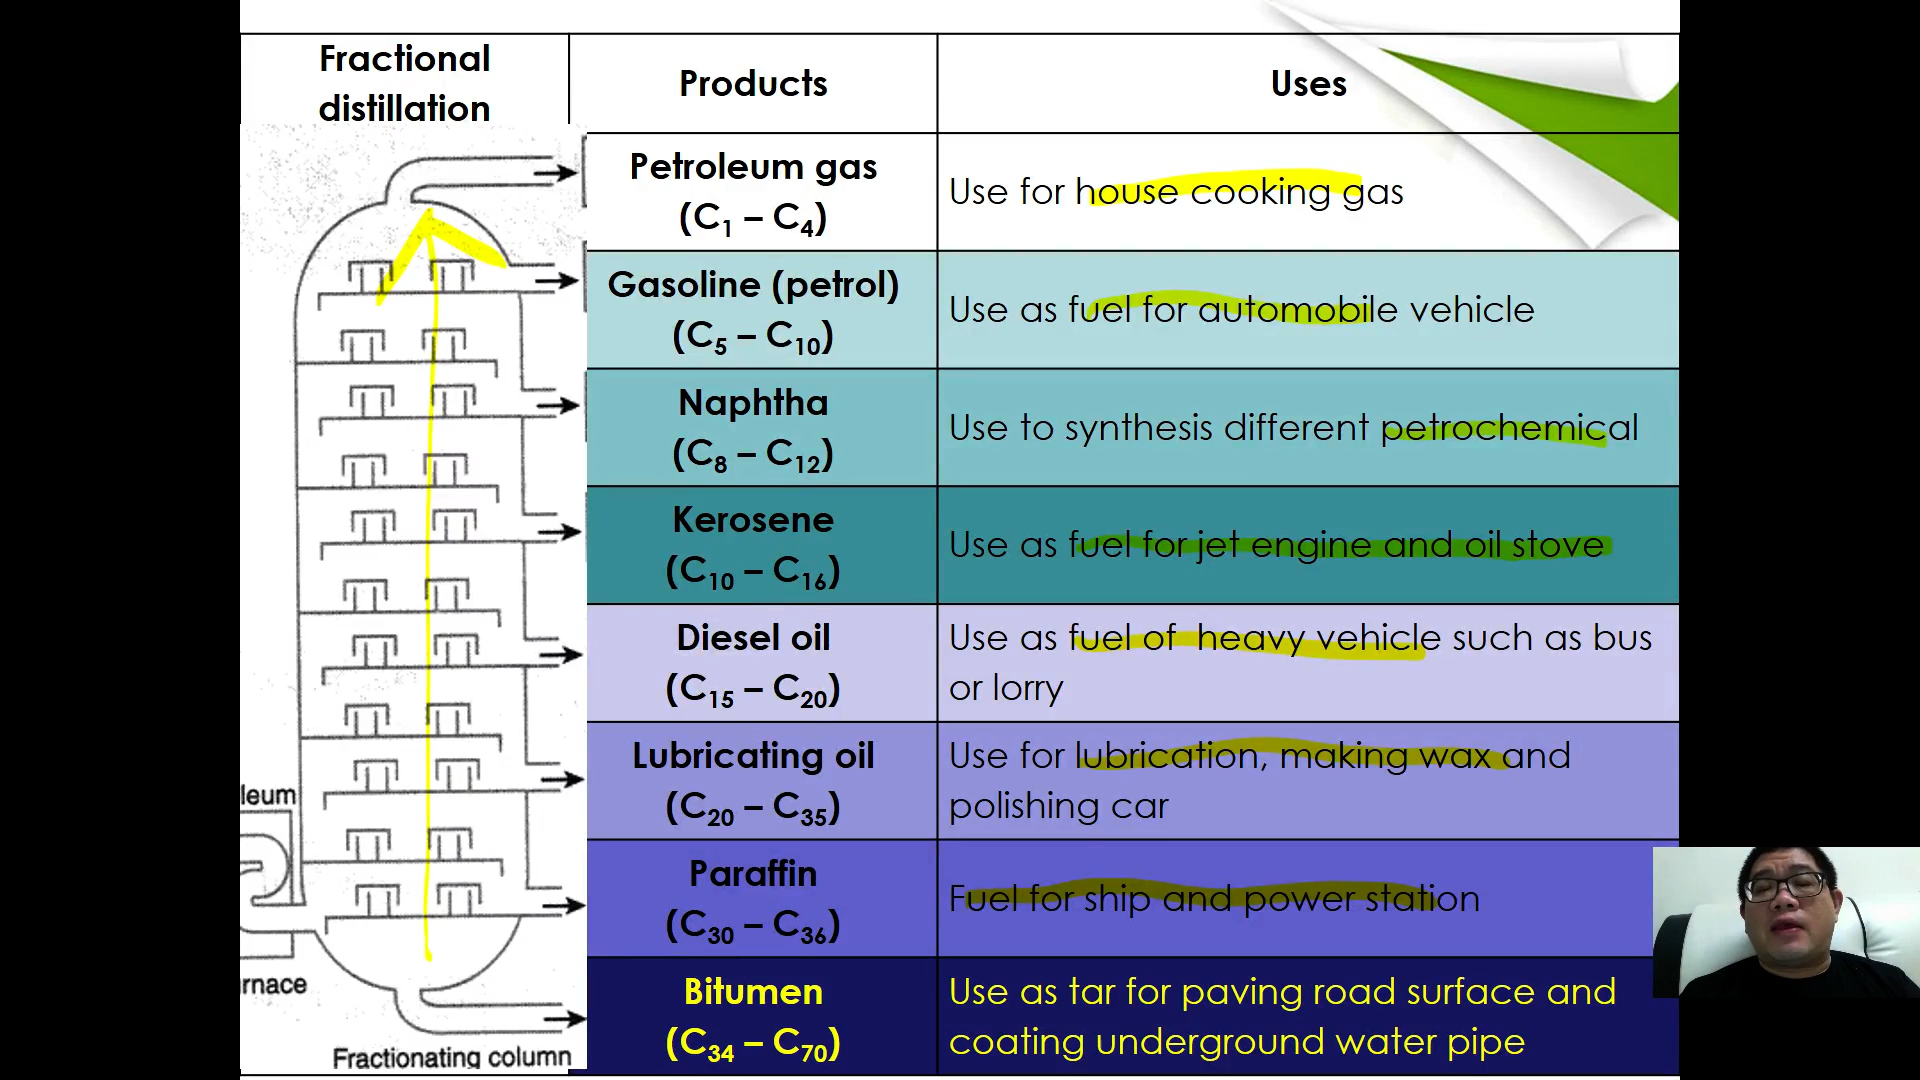 Fractional
distillation
Products
Uses
Petroleum gas
(C₁ – C₄)
Use for house cooking gas
Gasoline (petrol)
(C₅ – C₁₀)
Use as fuel for automobile vehicle
Naphtha
(C₈ – C₁₂)
Use to synthesis different petrochemical
Kerosene
(C₁₀ – C₁₆)
Use as fuel for jet engine and oil stove
Diesel oil
(C₁₅ – C₂₀)
Use as fuel of heavy vehicle such as bus
or lorry
Lubricating oil
(C₂₀ – C₃₅)
Use for lubrication, making wax and
polishing car
Paraffin
(C₃₀ – C₃₆)
Fuel for ship and power station
Bitumen
(C₃₄ – C₇₀)
Use as tar for paving road surface and
coating underground water pipe
leum
rnace
Fractionating column